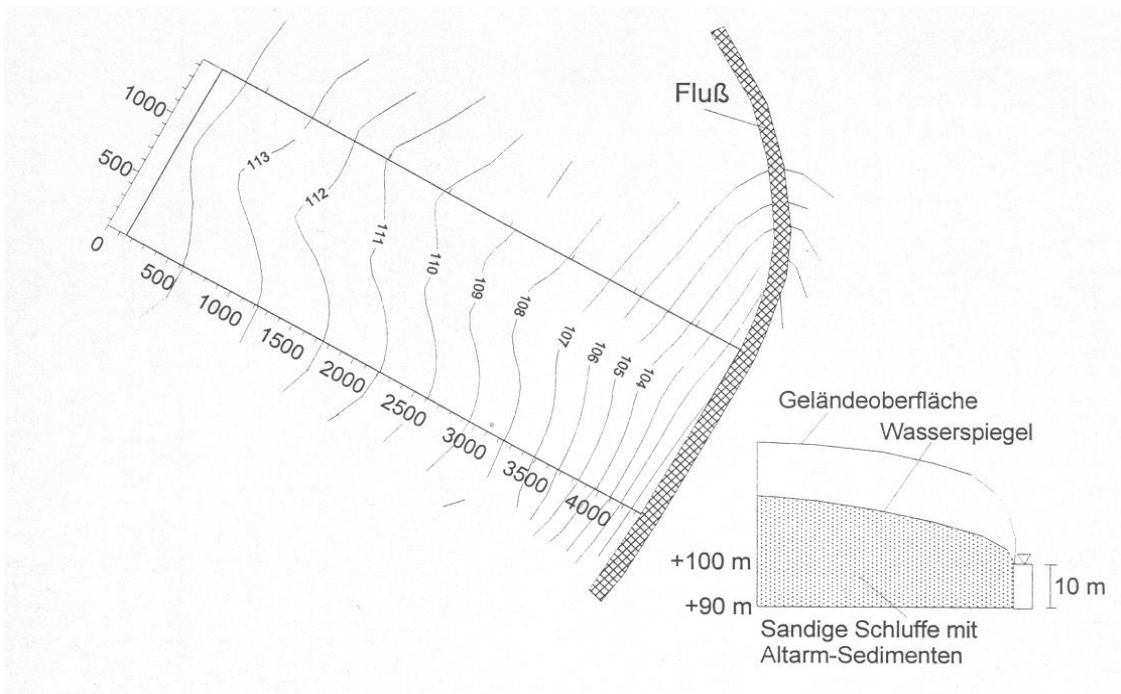 1000
500
0
500
1000
1500
2000
2500
3000
3500
4000
113
112
111
110
109
108
107
106
105
104
Fluß
Geländeoberfläche
Wasserspiegel
+100 m
+90 m
10 m
Sandige Schluffe mit
Altarm-Sedimenten